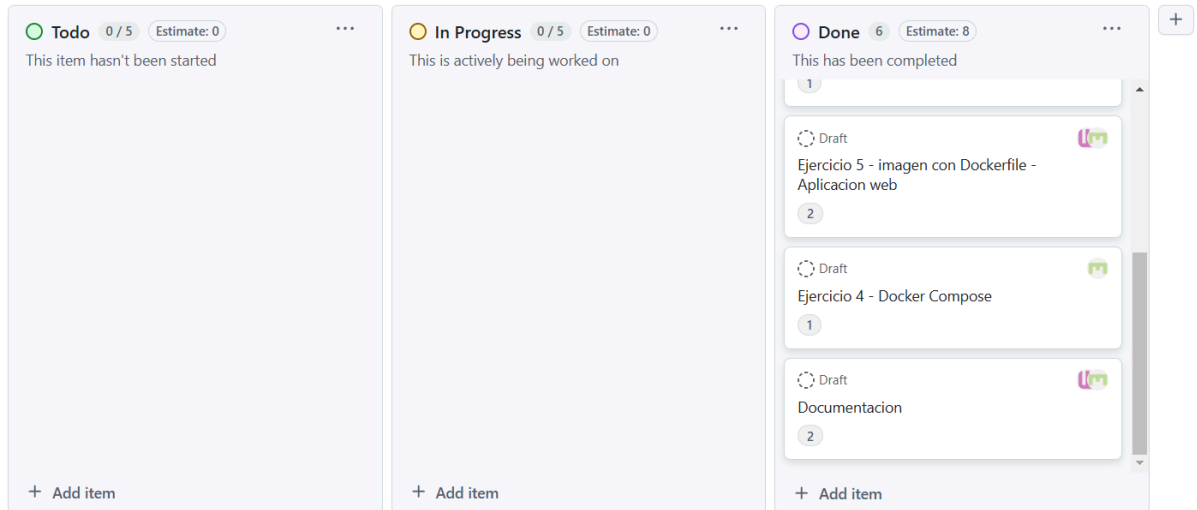 Todo 0 / 5 Estimate: 0
This item hasn't been started
+ Add item
In Progress 0 / 5 Estimate: 0
This is actively being worked on
+ Add item
Done 6 Estimate: 8
This has been completed
1
Draft
Ejercicio 5 - imagen con Dockerfile -
Aplicacion web
2
Draft
Ejercicio 4 - Docker Compose
1
Draft
Documentacion
2
+ Add item